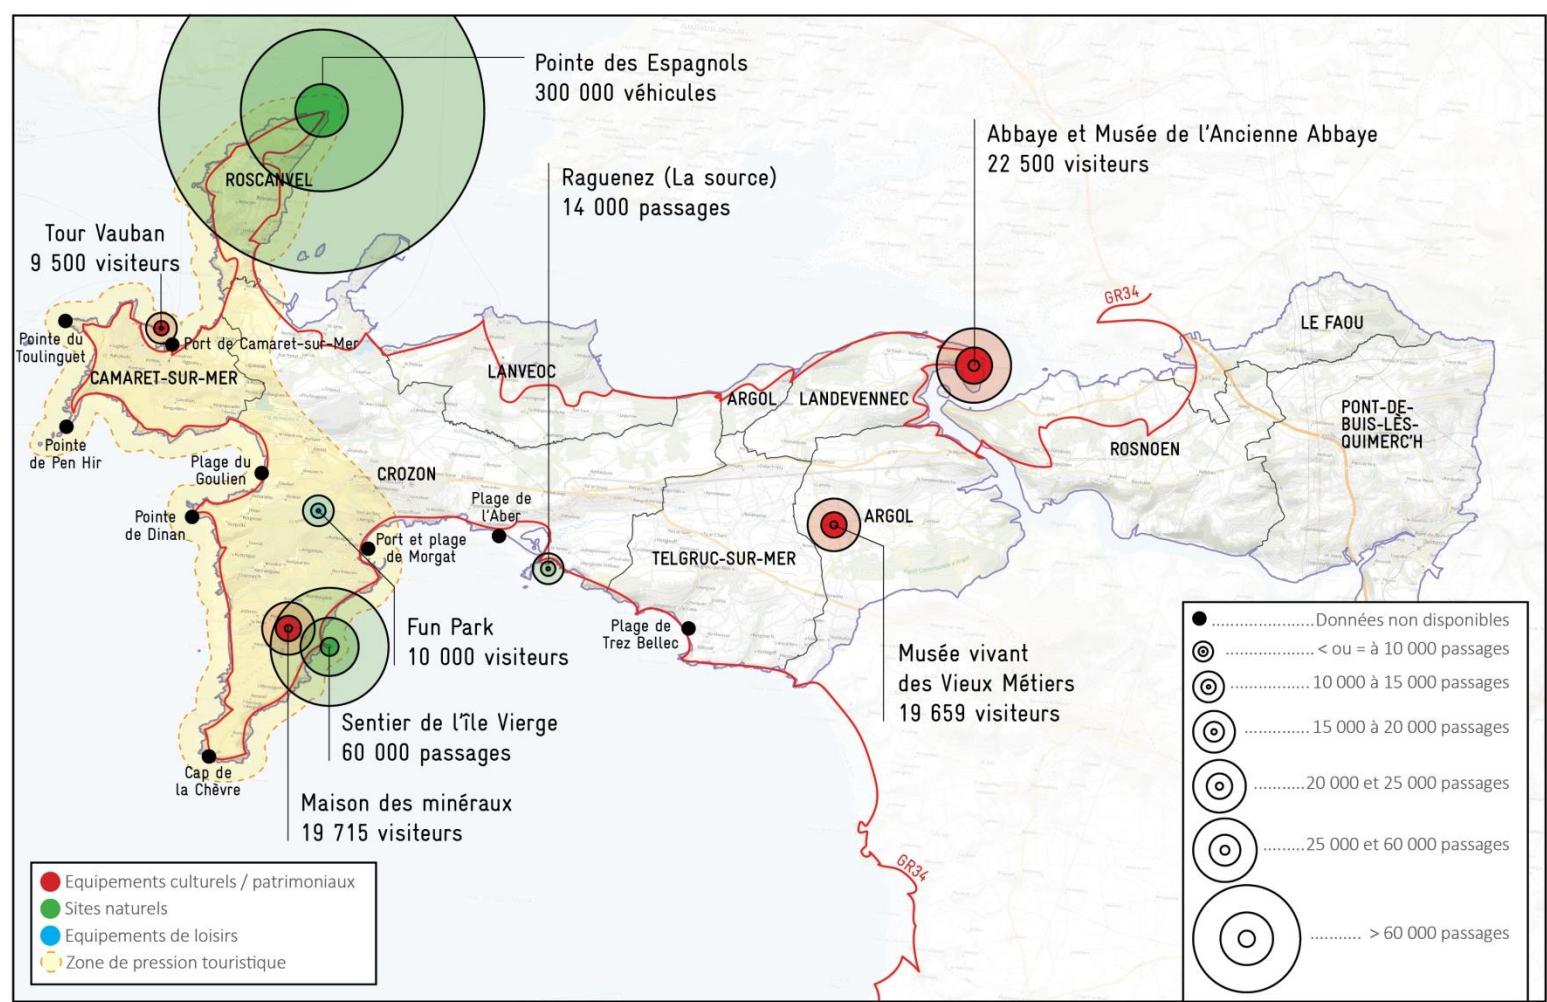 Pointe des Espagnols
300 000 véhicules
Abbaye et Musée de l'Ancienne Abbaye
22 500 visiteurs
Raguenez (La source)
14 000 passages
ROSCANVEL
Tour Vauban
9 500 visiteurs
GR34
LE FAOU
Pointe du
Toulinguet
Port de Camaret-sur-Mer
CAMARET-SUR-MER
LANVEOC
ARGOL
LANDEVENNEC
PONT-DE-
BUIS-LÈS-
QUIMERC'H
Pointe
de Pen Hir
ROSNOEN
Plage du
Goulien
CROZON
Plage de
l'Aber
Pointe
de Dinan
ARGOL
Port et plage
de Morgat
TELGRUC-SUR-MER
Fun Park
10 000 visiteurs
Plage de
Trez Bellec
Musée vivant
des Vieux Métiers
19 659 visiteurs
Sentier de l'île Vierge
60 000 passages
Cap de
la Chèvre
Maison des minéraux
19 715 visiteurs
GR34
Equipements culturels / patrimoniaux
Sites naturels
Equipements de loisirs
Zone de pression touristique
......................Données non disponibles
.................. < ou = à 10 000 passages
..................10 000 à 15 000 passages
................15 000 à 20 000 passages
...........20 000 et 25 000 passages
.........25 000 et 60 000 passages
........... > 60 000 passages